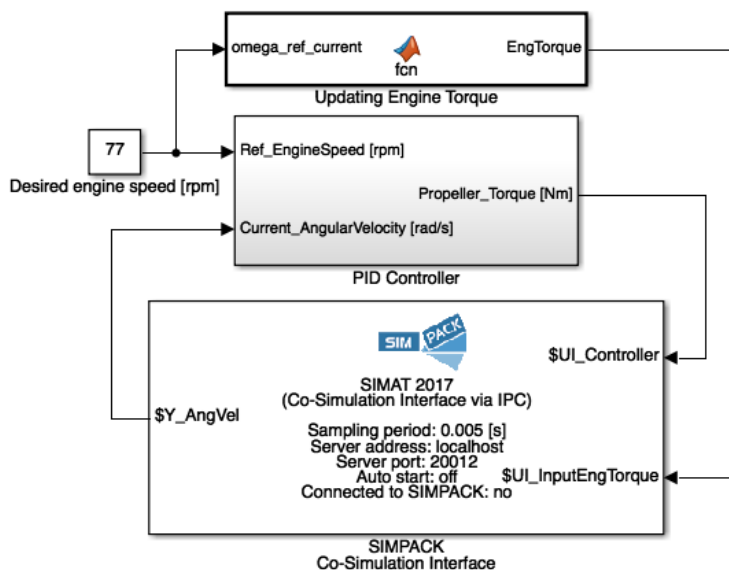 omega_ref_current
EngTorque
fcn
Updating Engine Torque
77
Desired engine speed [rpm]
Ref_EngineSpeed [rpm]
Propeller_Torque [Nm]
Current_AngularVelocity [rad/s]
PID Controller
SIM PACK
$UI_Controller
SIMAT 2017
(Co-Simulation Interface via IPC)
$Y_AngVel
Sampling period: 0.005 [s]
Server address: localhost
Server port: 20012
Auto start: off
$UI_InputEngTorque
Connected to SIMPACK: no
SIMPACK
Co-Simulation Interface